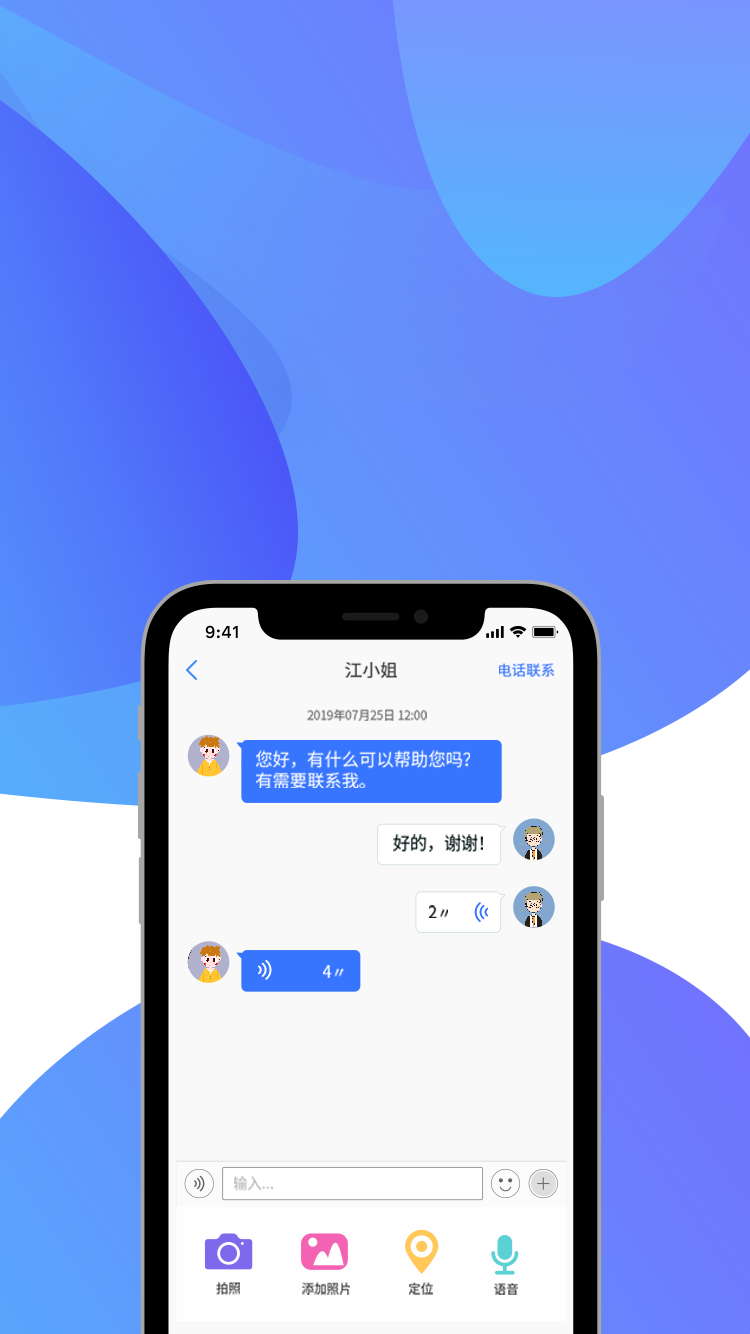 9:41
江小姐
电话联系
2019年07月25日 12:00
您好，有什么可以帮助您吗？
有需要联系我。
好的，谢谢！
2〃
4〃
输入...
拍照
添加照片
定位
语音